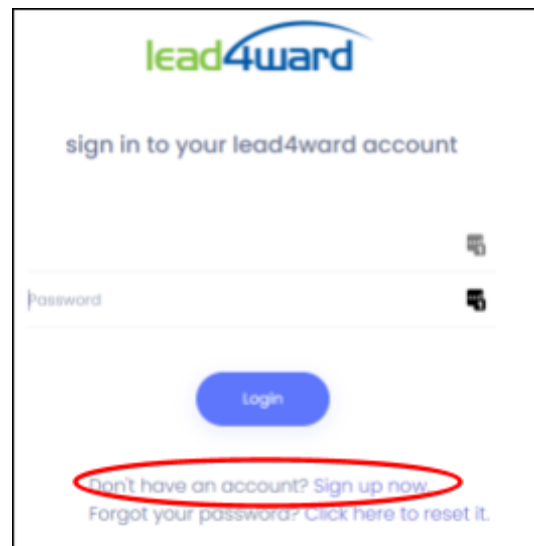 lead4ward
sign in to your lead4ward account
Password
Login
Don't have an account? Sign up now.
Forgot your password? Click here to reset it.